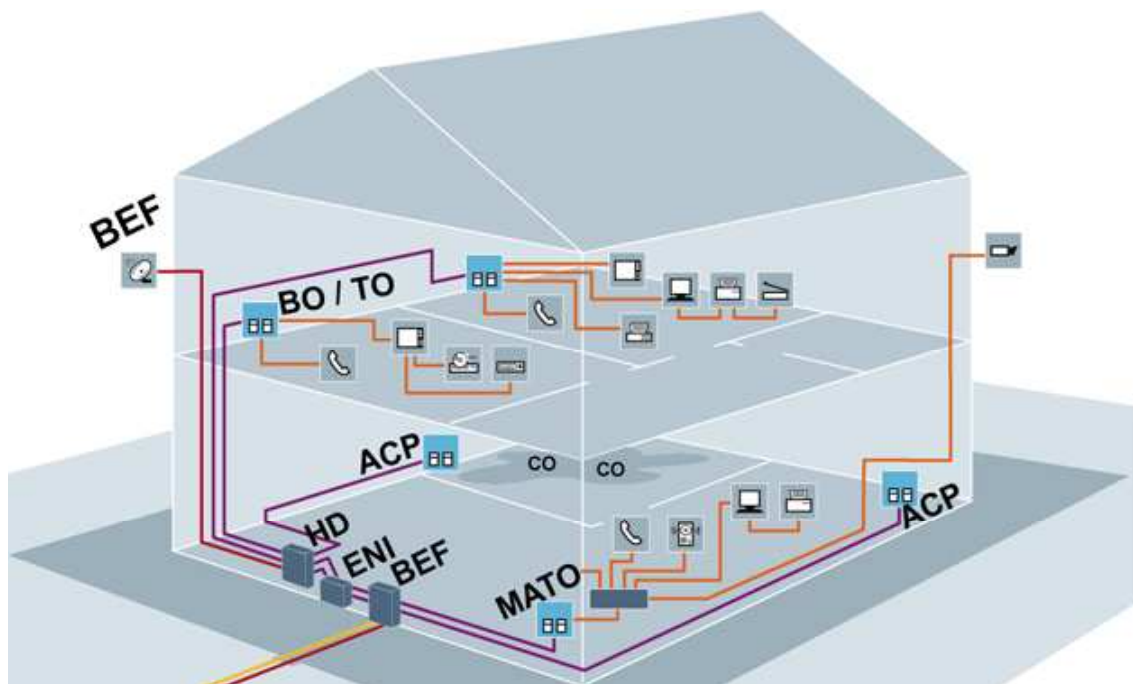 BEF
BO / TO
ACP
CO
CO
ACP
HD
ENI
BEF
MATO